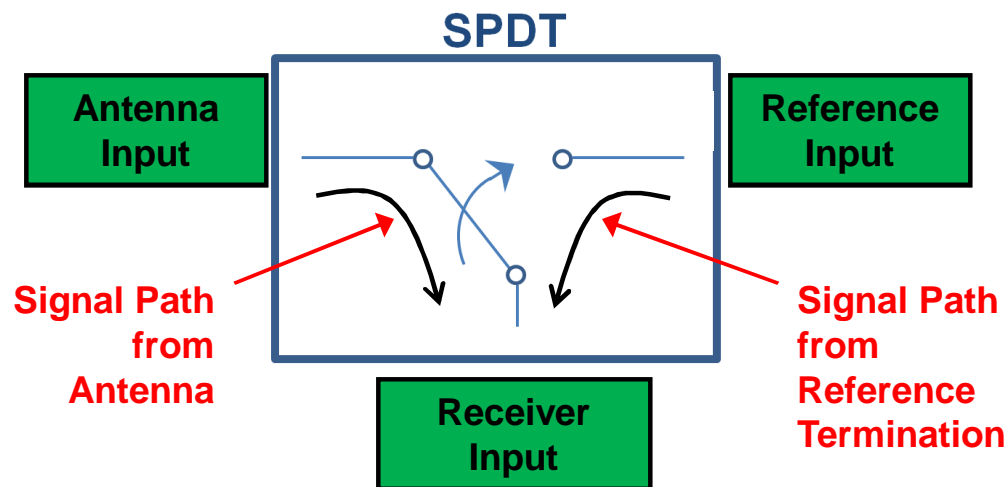 SPDT
Antenna
Input
Reference
Input
Signal Path
from
Antenna
Signal Path
from
Reference
Termination
Receiver
Input